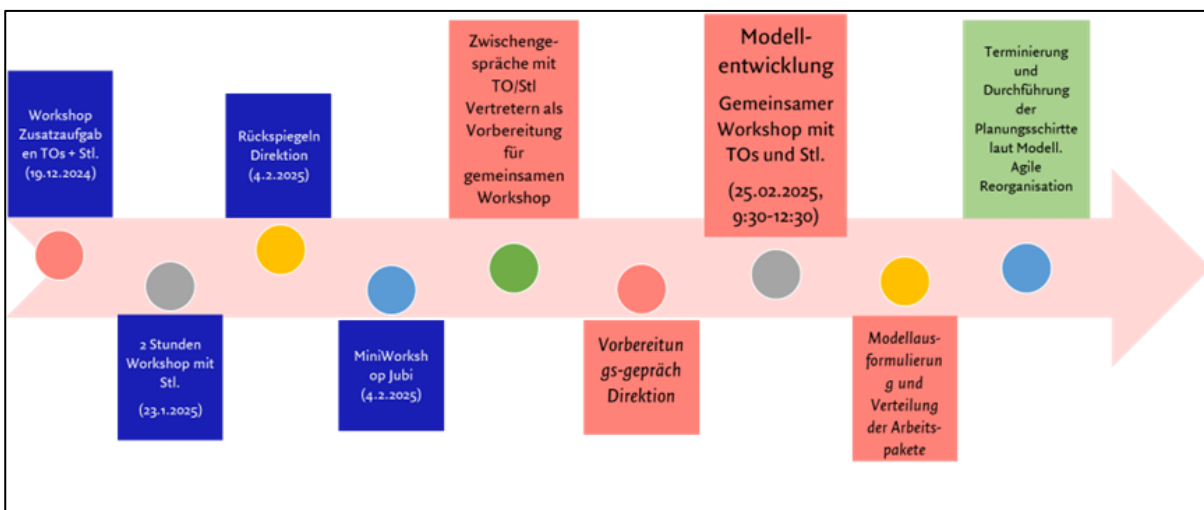 Workshop
Zusatzaufgab
en TOs + Stl.
(19.12.2024)
2 Stunden
Workshop mit
Stl.
(23.1.2025)
Rückspiegeln
Direktion
(4.2.2025)
MiniWorksh
op Jubi
(4.2.2025)
Zwischenge-
spräche mit
TO/Stl
Vertretern als
Vorbereitung
für
gemeinsamen
Workshop
Vorbereitun
gs-gepräch
Direktion
Modell-
entwicklung
Gemeinsamer
Workshop mit
TOs und Stl.
(25.02.2025,
9:30-12:30)
Modellaus-
formulierun
g und
Verteilung
der Arbeits-
pakete
Terminierung
und
Durchführung
der
Planungsschirtte
laut Modell.
Agile
Reorganisation